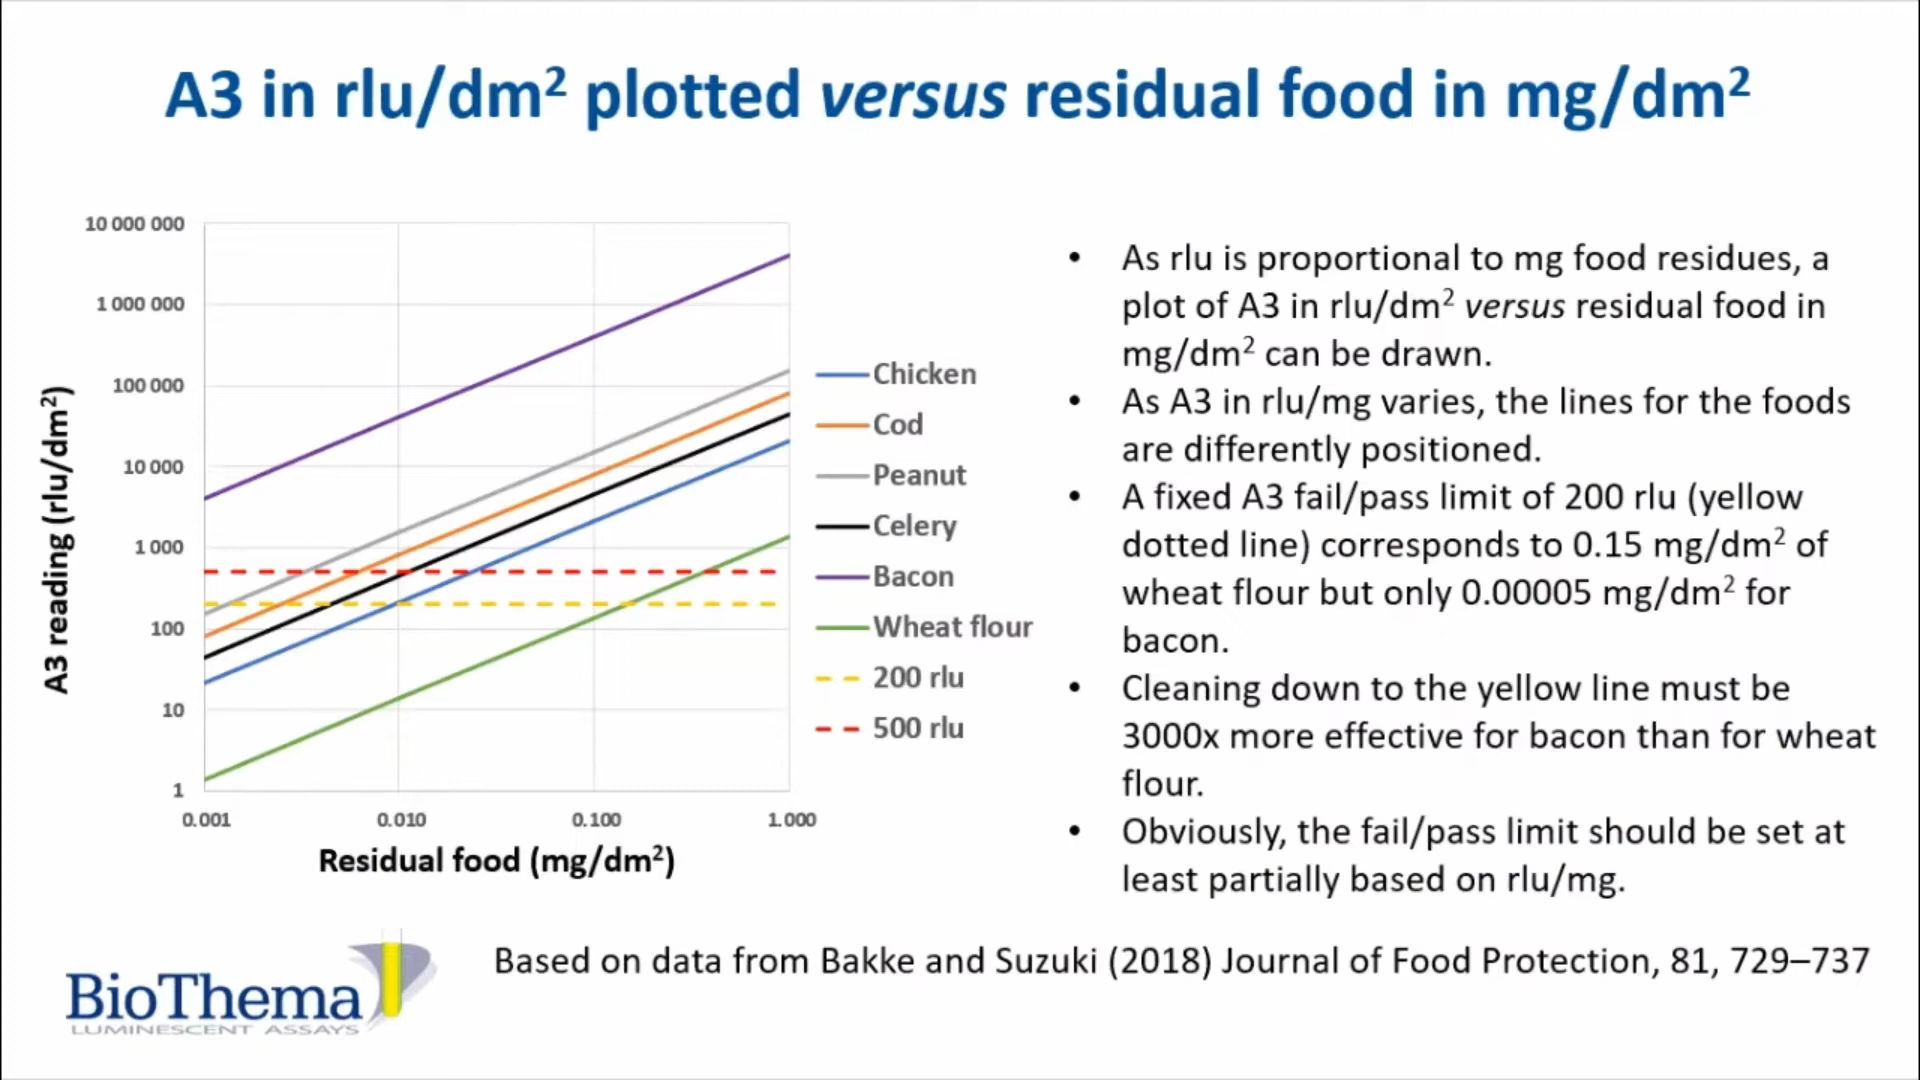 A3 in rlu/dm² plotted versus residual food in mg/dm²
10 000 000
1 000 000
100 000
10 000
1 000
100
10
1
0.001 0.010 0.100 1.000
A3 reading (rlu/dm²)
Residual food (mg/dm²)
Chicken
Cod
Peanut
Celery
Bacon
Wheat flour
200 rlu
500 rlu
• As rlu is proportional to mg food residues, a
plot of A3 in rlu/dm² versus residual food in
mg/dm² can be drawn.
• As A3 in rlu/mg varies, the lines for the foods
are differently positioned.
• A fixed A3 fail/pass limit of 200 rlu (yellow
dotted line) corresponds to 0.15 mg/dm² of
wheat flour but only 0.00005 mg/dm² for
bacon.
• Cleaning down to the yellow line must be
3000x more effective for bacon than for wheat
flour.
• Obviously, the fail/pass limit should be set at
least partially based on rlu/mg.
BioThema
LUMINESCENT ASSAYS
Based on data from Bakke and Suzuki (2018) Journal of Food Protection, 81, 729–737